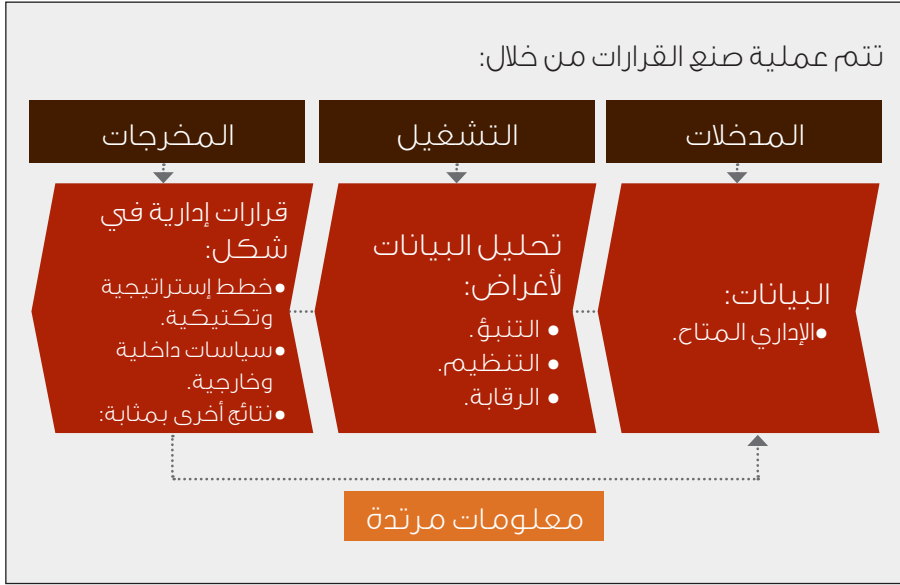 تتم عملية صنع القرارات من خلال:
المدخلات
التشغيل
المخرجات
البيانات:
•الإداري المتاح.
تحليل البيانات
لأغراض:
• التنبؤ.
• التنظيم.
• الرقابة.
قرارات إدارية في
شكل:
•خطط إستراتيجية
وتكتيكية.
•سياسات داخلية
وخارجية.
•نتائج أخرى بمثابة:
معلومات مرتدة